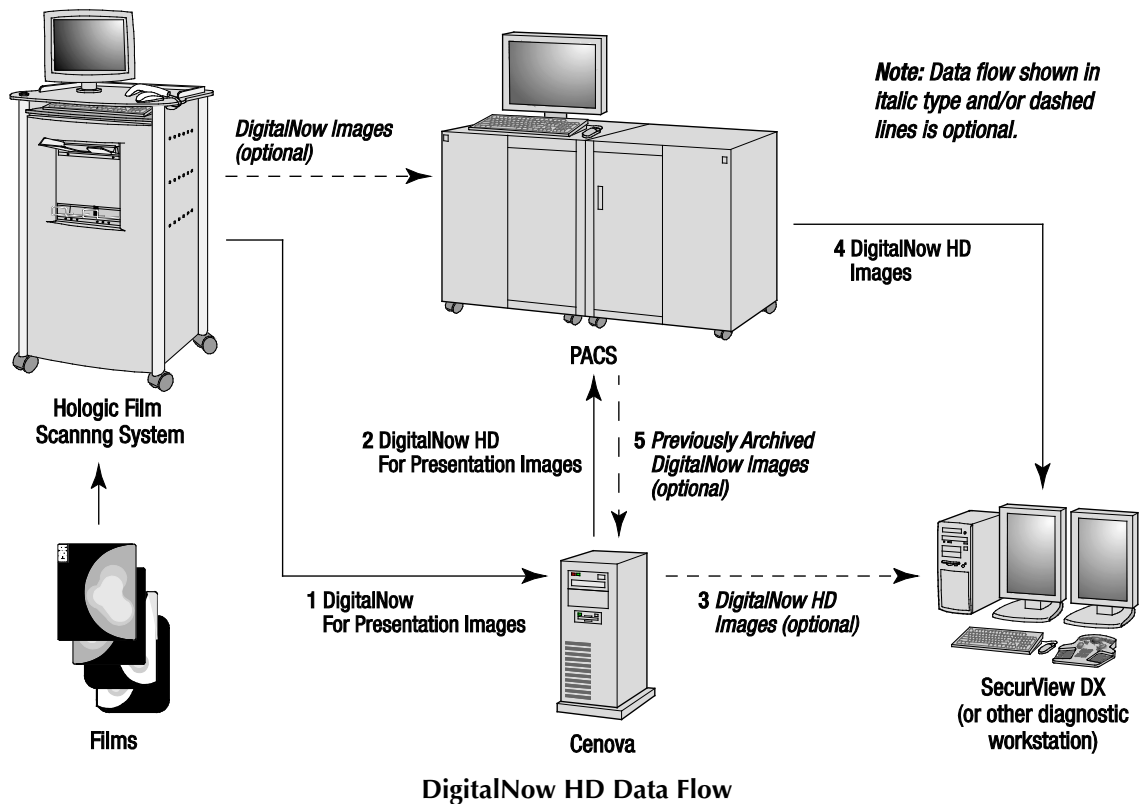 Note: Data flow shown in
italic type and/or dashed
lines is optional.
DigitalNow Images
(optional)
4 DigitalNow HD
Images
PACS
Hologic Film
Scannng System
2 DigitalNow HD
For Presentation Images
5 Previously Archived
DigitalNow Images
(optional)
1 DigitalNow
For Presentation Images
3 DigitalNow HD
Images (optional)
Films
Cenova
SecurView DX
(or other diagnostic
workstation)
DigitalNow HD Data Flow